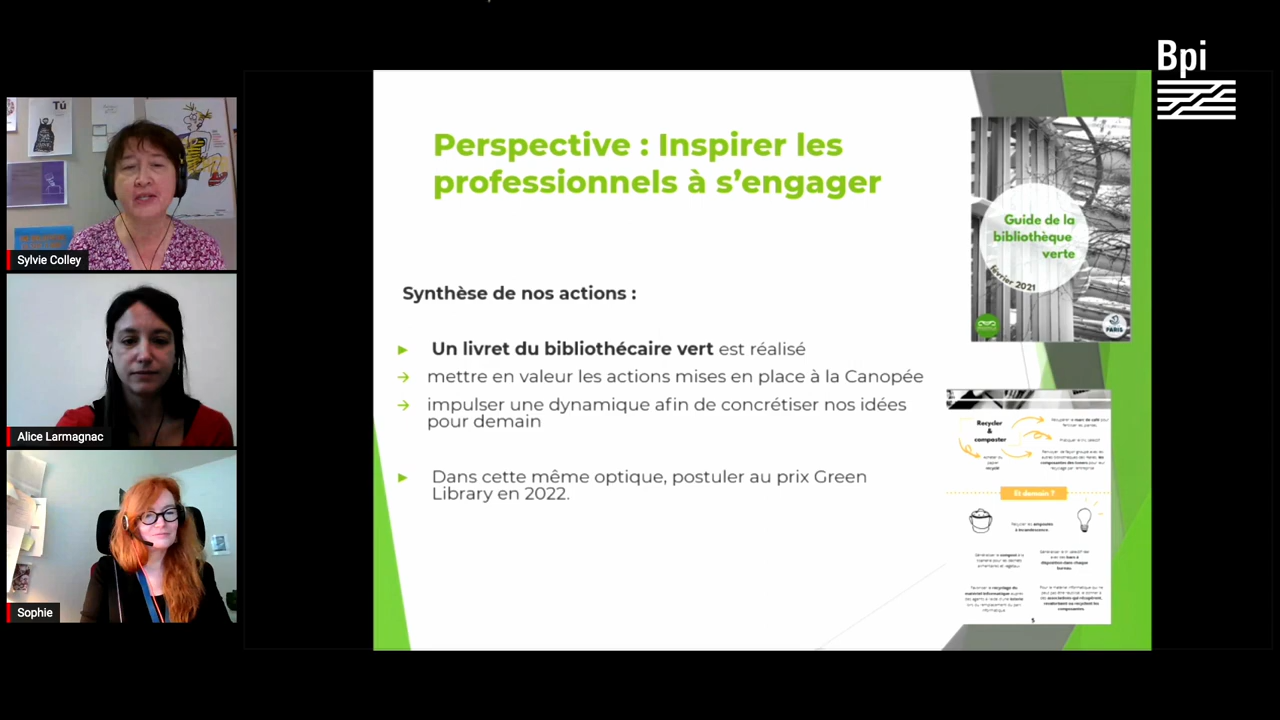 Bpi
Tú
Sylvie Colley
Alice Larmagnac
Sophie
Perspective : Inspirer les
professionnels à s'engager
Synthèse de nos actions :
Un livret du bibliothécaire vert est réalisé
mettre en valeur les actions mises en place à la Canopée
impulser une dynamique afin de concrétiser nos idées
pour demain
Dans cette même optique, postuler au prix Green
Library en 2022.
Guide de la
bibliothèque
verte
février 2021
PARIS
Recycler
&
composter
Et demain ?
5